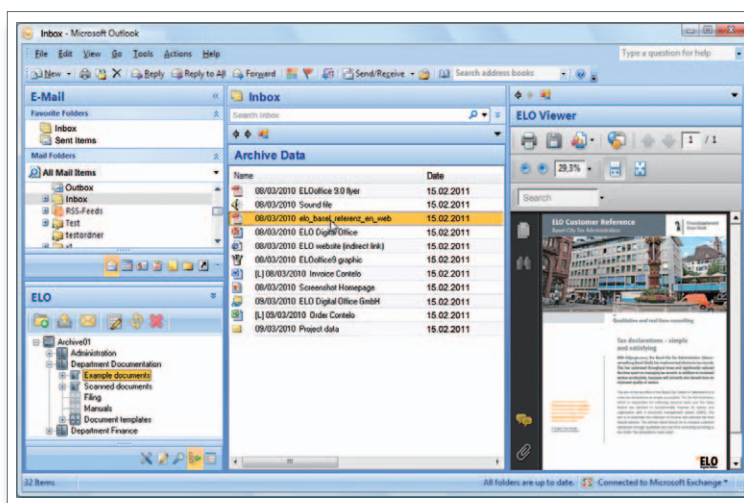 Inbox - Microsoft Outlook
File Edit View Go Tools Actions Help
Type a question for help
New Reply Reply to All Forward Send/Receive Search address books
E-Mail
Favorite Folders
Inbox
Sent Items
Mail Folders
All Mail Items
Outbox
Inbox
RSS-Feeds
Test
testordner
ELO
Archive01
Administration
Department Documentation
Example documents
Scanned documents
Filing
Manuals
Document templates
Department Finance
Inbox
Search Inbox
Archive Data
Name Date
08/03/2010 ELOoffice 9.0 flyer 15.02.2011
08/03/2010 Sound file 15.02.2011
08/03/2010 elo_basel_referenz_en_web 15.02.2011
08/03/2010 ELO Digital Office 15.02.2011
08/03/2010 ELO website (indirect link) 15.02.2011
08/03/2010 ELOoffice9 graphic 15.02.2011
[L] 08/03/2010 Invoice Contelo 15.02.2011
08/03/2010 Screenshot Homepage 15.02.2011
09/03/2010 ELO Digital Office GmbH 15.02.2011
[L] 09/03/2010 Order Contelo 15.02.2011
09/03/2010 Project data 15.02.2011
ELO Viewer
1 / 1
29,3%
Search
ELO Customer Reference
Basel-City Tax Administration
Qualitative and real-time consulting
Tax declarations - simple
and satisfying
ELO
32 Items
All folders are up to date. Connected to Microsoft Exchange